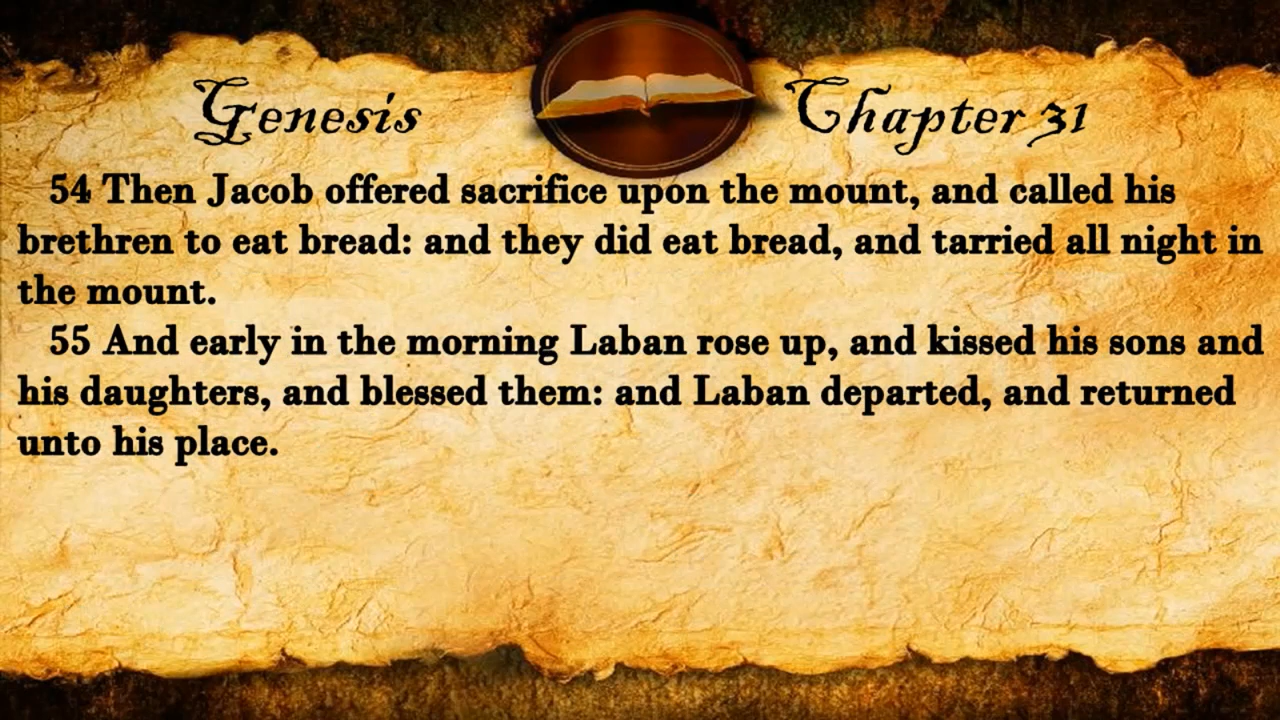 Genesis Chapter 31
54 Then Jacob offered sacrifice upon the mount, and called his
brethren to eat bread: and they did eat bread, and tarried all night in
the mount.
55 And early in the morning Laban rose up, and kissed his sons and
his daughters, and blessed them: and Laban departed, and returned
unto his place.